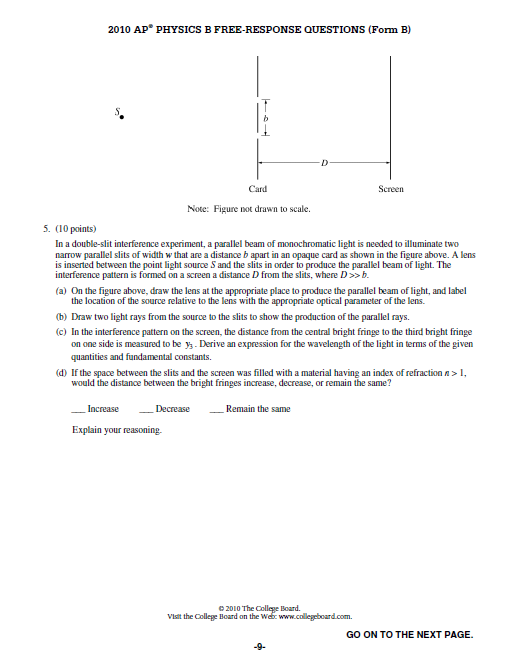 2010 AP® PHYSICS B FREE-RESPONSE QUESTIONS (Form B)
S
b
D
Card
Screen
Note: Figure not drawn to scale.
5. (10 points)
In a double-slit interference experiment, a parallel beam of monochromatic light is needed to illuminate two
narrow parallel slits of width w that are a distance b apart in an opaque card as shown in the figure above. A lens
is inserted between the point light source S and the slits in order to produce the parallel beam of light. The
interference pattern is formed on a screen a distance D from the slits, where D >> b.
(a) On the figure above, draw the lens at the appropriate place to produce the parallel beam of light, and label
the location of the source relative to the lens with the appropriate optical parameter of the lens.
(b) Draw two light rays from the source to the slits to show the production of the parallel rays.
(c) In the interference pattern on the screen, the distance from the central bright fringe to the third bright fringe
on one side is measured to be y₃. Derive an expression for the wavelength of the light in terms of the given
quantities and fundamental constants.
(d) If the space between the slits and the screen was filled with a material having an index of refraction n > 1,
would the distance between the bright fringes increase, decrease, or remain the same?
___ Increase ___ Decrease ___ Remain the same
Explain your reasoning.
© 2010 The College Board.
Visit the College Board on the Web: www.collegeboard.com.
GO ON TO THE NEXT PAGE.
-9-